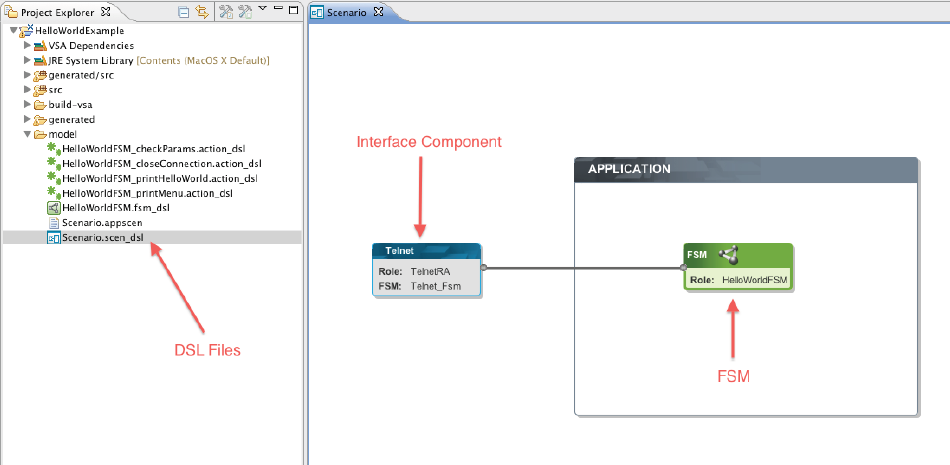 Project Explorer
HelloWorldExample
VSA Dependencies
JRE System Library [Contents (MacOS X Default)]
generated/src
src
build-vsa
generated
model
HelloWorldFSM_checkParams.action_dsl
HelloWorldFSM_closeConnection.action_dsl
HelloWorldFSM_printHelloWorld.action_dsl
HelloWorldFSM_printMenu.action_dsl
HelloWorldFSM.fsm_dsl
Scenario.appscen
Scenario.scen_dsl
DSL Files
Scenario
Interface Component
APPLICATION
Telnet
Role: TelnetRA
FSM: Telnet_Fsm
FSM
Role: HelloWorldFSM
FSM